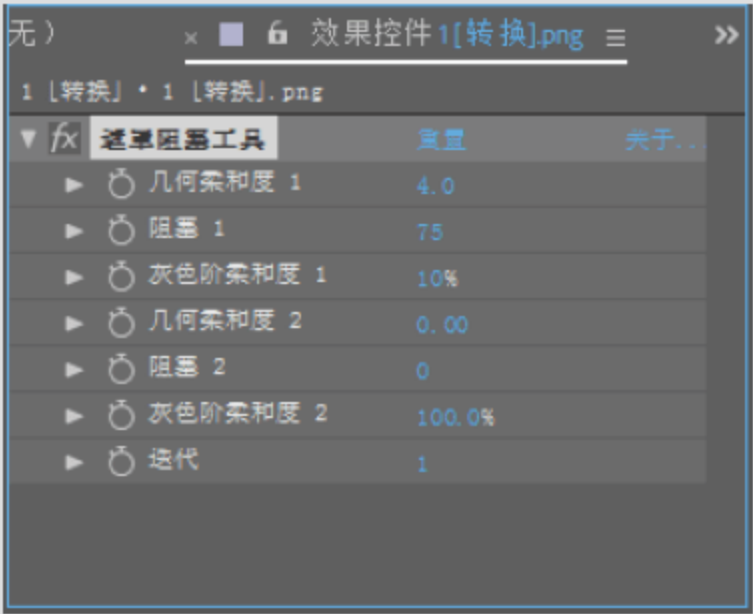 无） × 效果控件 1[转换].png ☰ »
1 [转换] • 1 [转换].png
fx 遮罩阻塞工具 重置 关于...
几何柔和度 1 4.0
阻塞 1 75
灰色阶柔和度 1 10%
几何柔和度 2 0.00
阻塞 2 0
灰色阶柔和度 2 100.0%
迭代 1